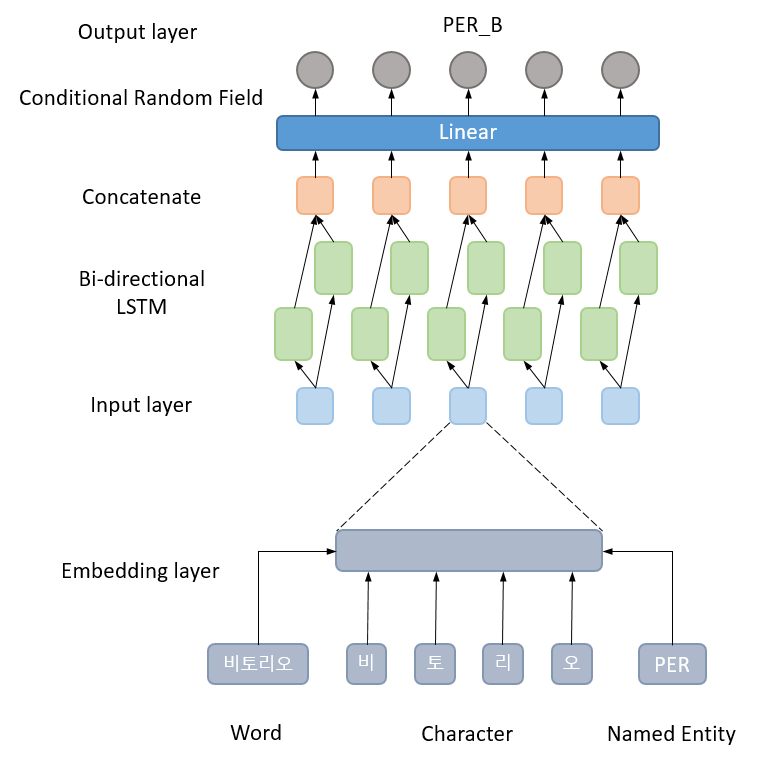 Output layer
PER_B
Conditional Random Field
Linear
Concatenate
Bi-directional
LSTM
Input layer
Embedding layer
비토리오
비
토
리
오
PER
Word
Character
Named Entity